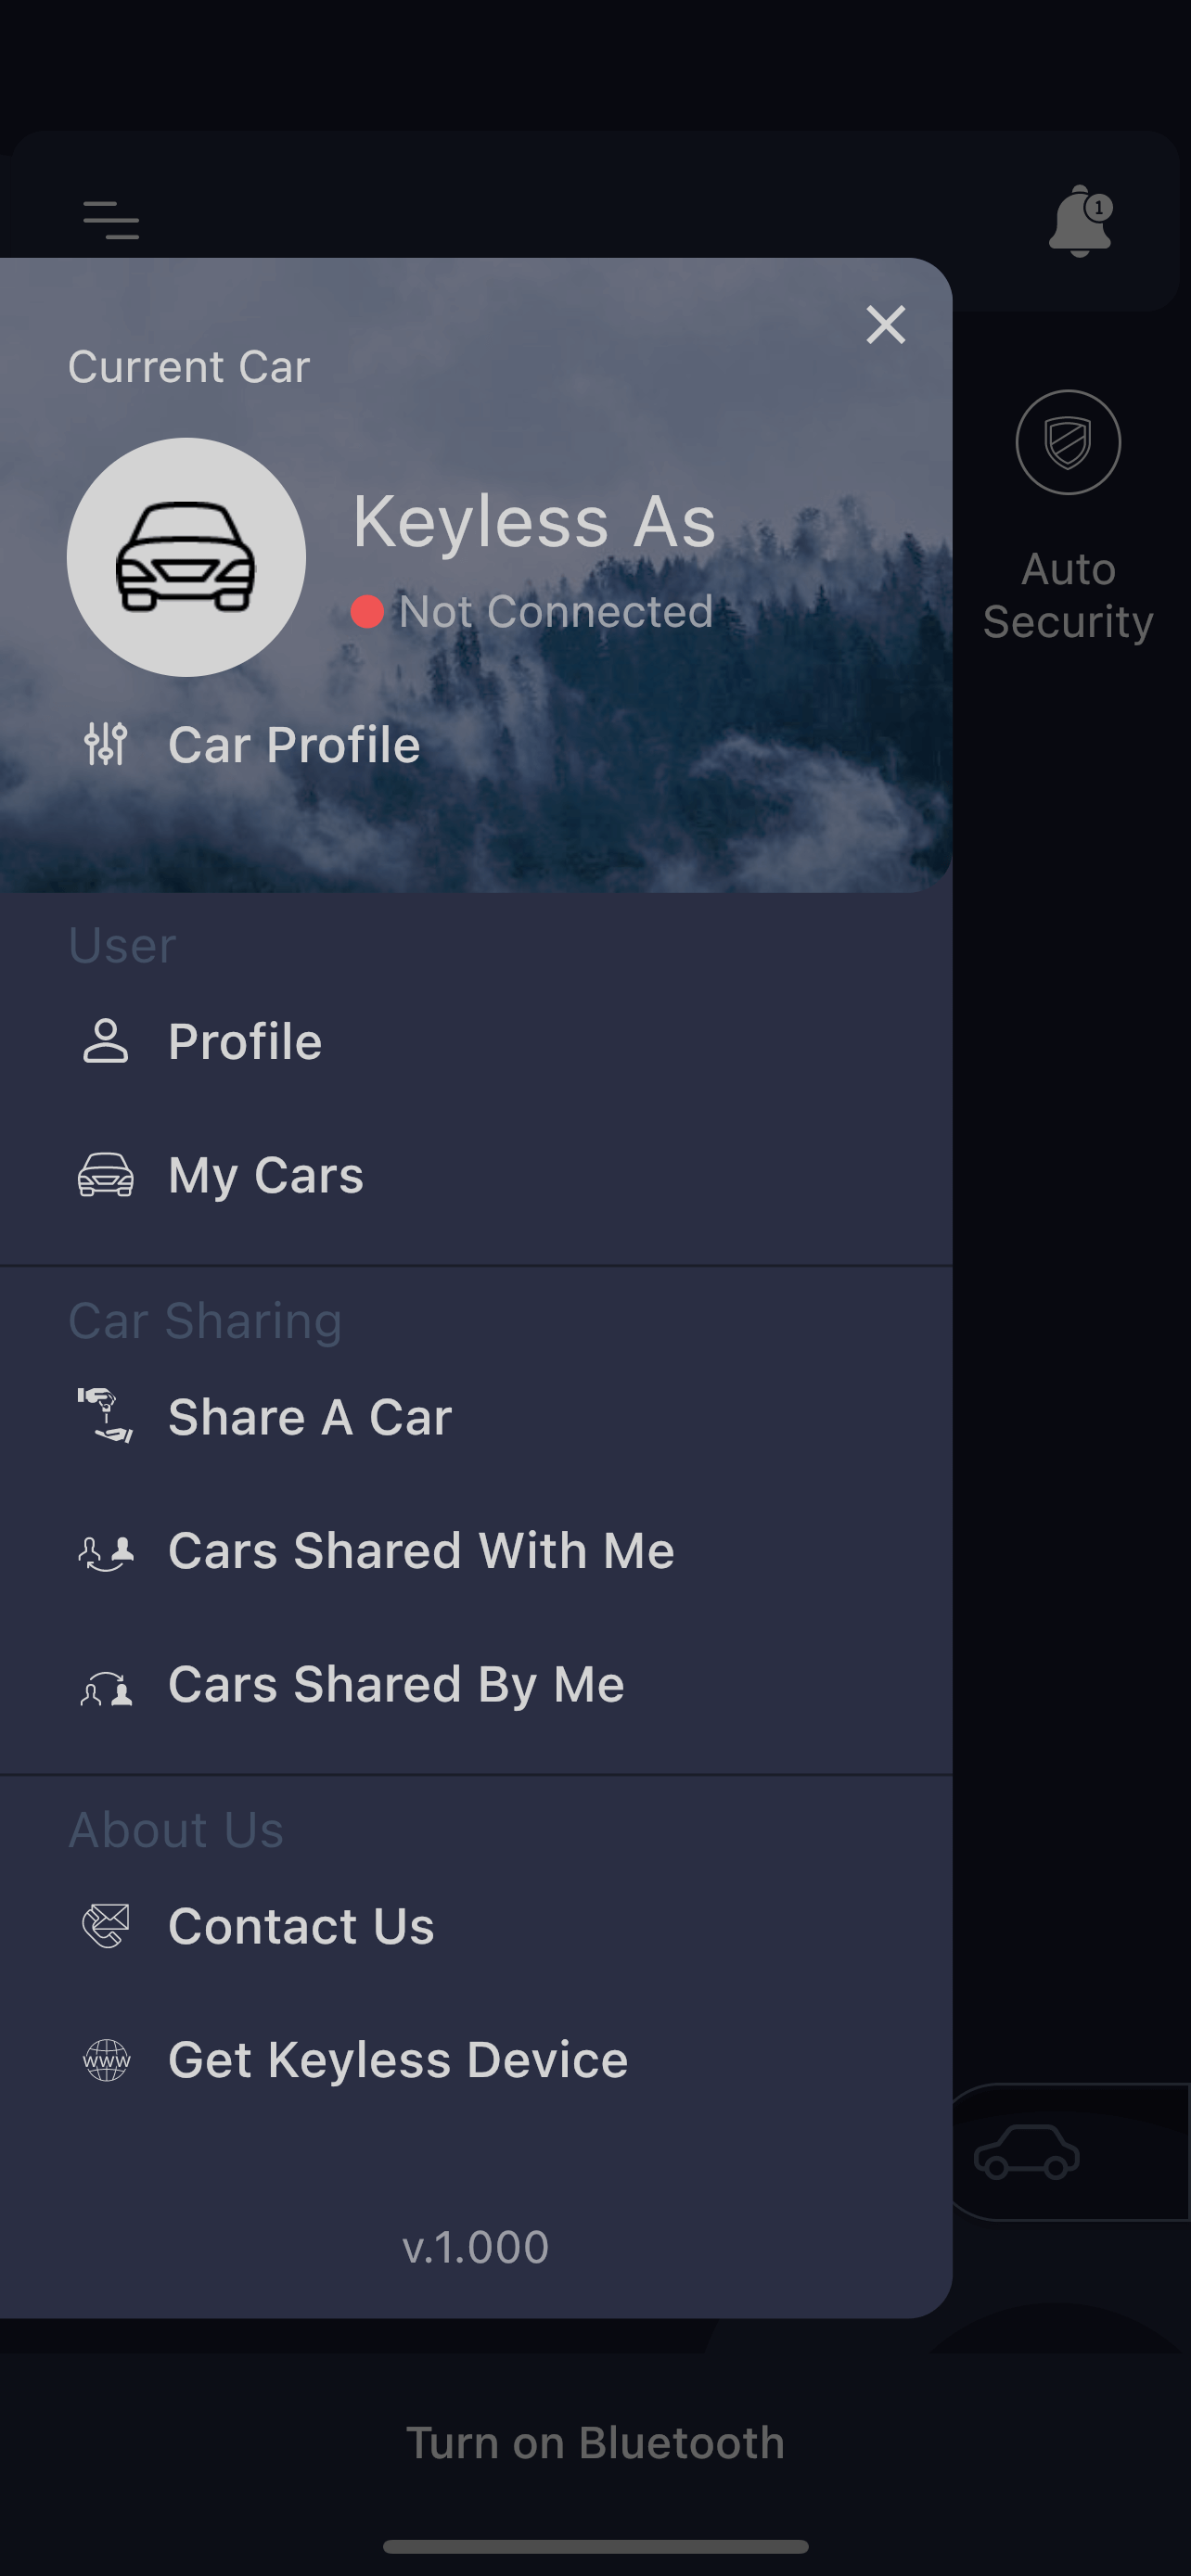 1
Current Car
Keyless As
Not Connected
Auto
Security
Car Profile
User
Profile
My Cars
Car Sharing
Share A Car
Cars Shared With Me
Cars Shared By Me
About Us
Contact Us
WWW
Get Keyless Device
v.1.000
Turn on Bluetooth